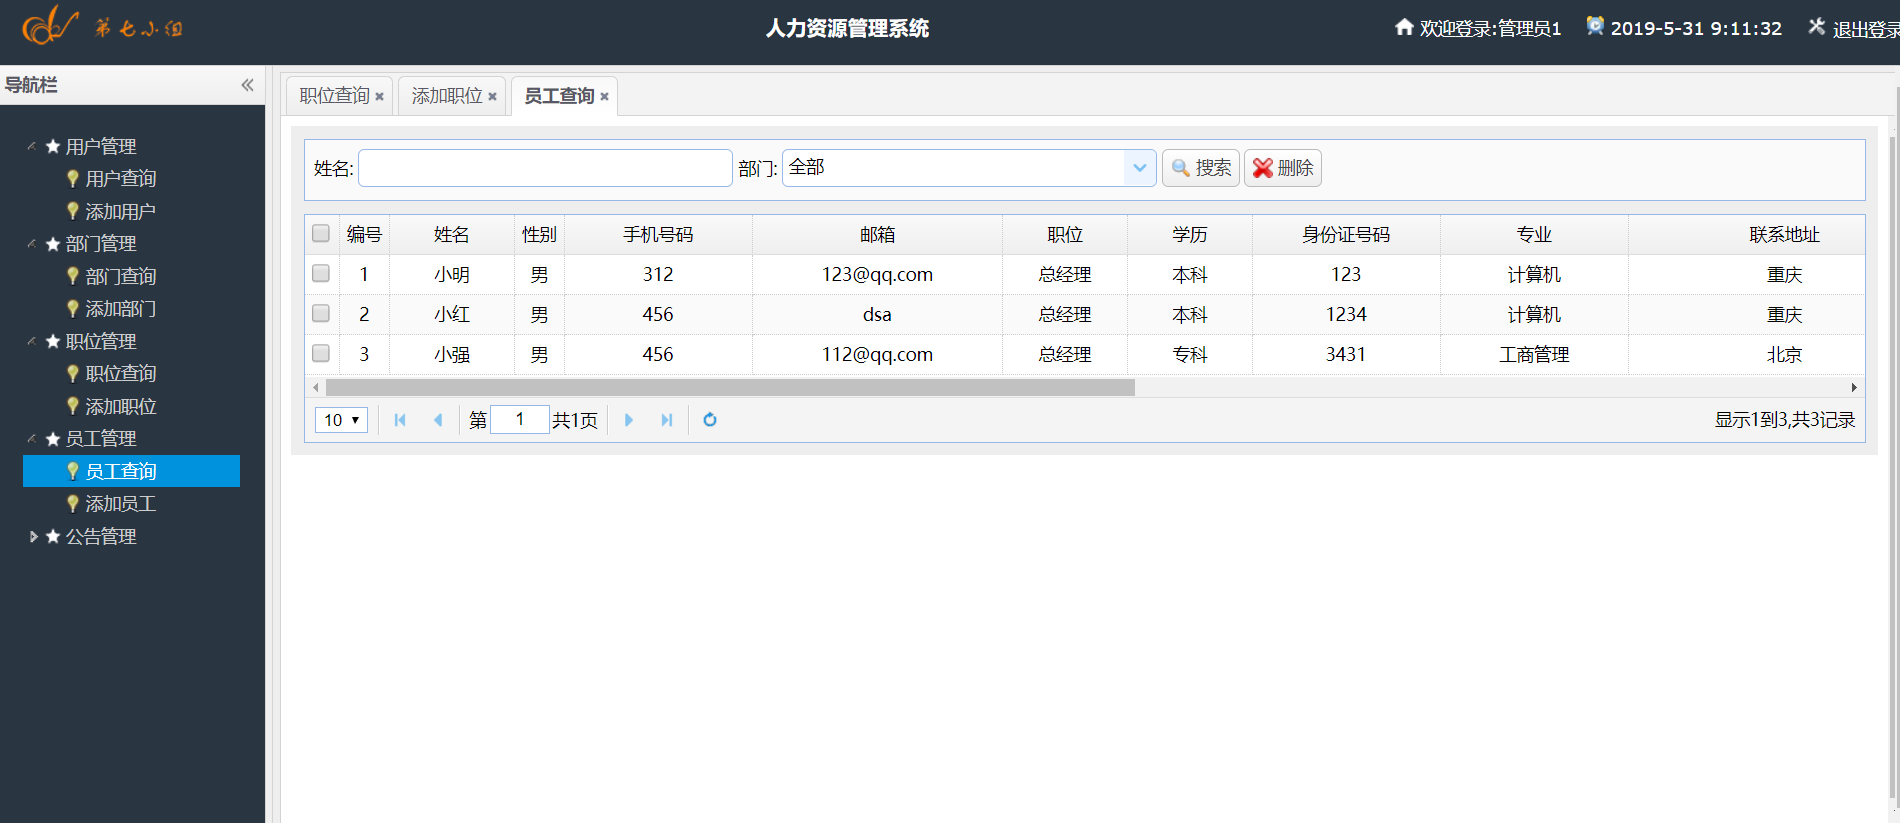 第七小组
人力资源管理系统
欢迎登录:管理员1 2019-5-31 9:11:32 退出登录
导航栏
用户管理
用户查询
添加用户
部门管理
部门查询
添加部门
职位管理
职位查询
添加职位
员工管理
员工查询
添加员工
公告管理
职位查询 添加职位 员工查询
姓名: 部门: 全部 搜索 删除
编号 姓名 性别 手机号码 邮箱 职位 学历 身份证号码 专业 联系地址
1 小明 男 312 123@qq.com 总经理 本科 123 计算机 重庆
2 小红 男 456 dsa 总经理 本科 1234 计算机 重庆
3 小强 男 456 112@qq.com 总经理 专科 3431 工商管理 北京
10 第 1 共1页 显示1到3,共3记录